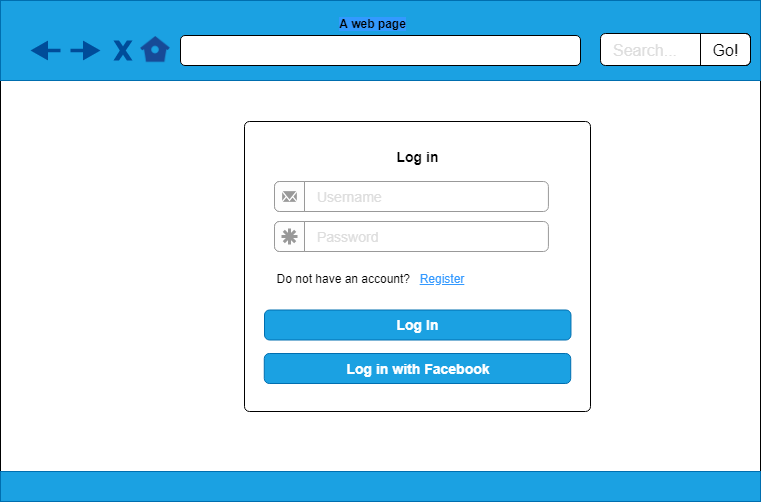 A web page
X
Search...
Go!
Log in
Username
Password
Do not have an account? Register
Log In
Log in with Facebook